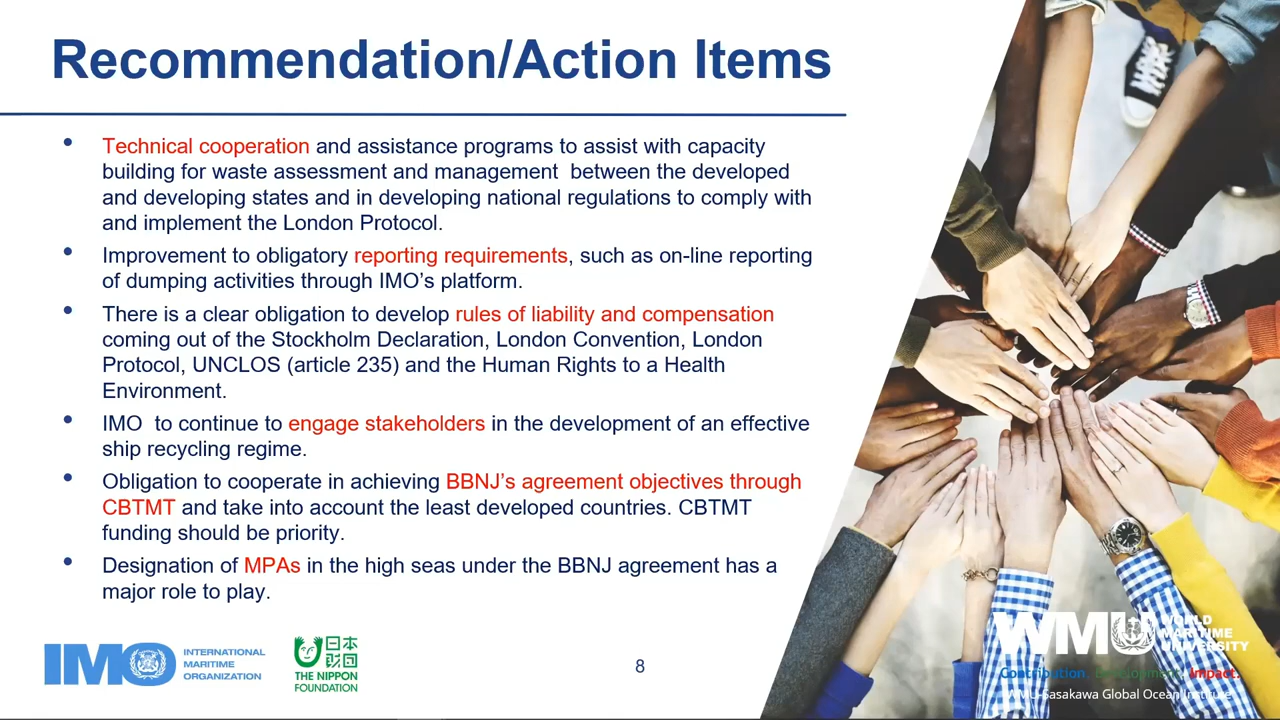 Recommendation/Action Items
• Technical cooperation and assistance programs to assist with capacity
building for waste assessment and management between the developed
and developing states and in developing national regulations to comply with
and implement the London Protocol.
• Improvement to obligatory reporting requirements, such as on-line reporting
of dumping activities through IMO’s platform.
• There is a clear obligation to develop rules of liability and compensation
coming out of the Stockholm Declaration, London Convention, London
Protocol, UNCLOS (article 235) and the Human Rights to a Health
Environment.
• IMO to continue to engage stakeholders in the development of an effective
ship recycling regime.
• Obligation to cooperate in achieving BBNJ’s agreement objectives through
CBTMT and take into account the least developed countries. CBTMT
funding should be priority.
• Designation of MPAs in the high seas under the BBNJ agreement has a
major role to play.
IMO
INTERNATIONAL
MARITIME
ORGANIZATION
日本
財団
THE NIPPON
FOUNDATION
8
WMU
WORLD
MARITIME
UNIVERSITY
Contribution. Development. Impact.
WMU-Sasakawa Global Ocean Institute